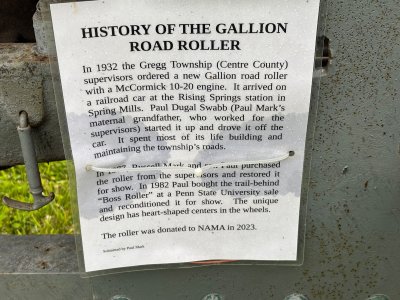 HISTORY OF THE GALLION
ROAD ROLLER
In 1932 the Gregg Township (Centre County)
supervisors ordered a new Gallion road roller
with a McCormick 10-20 engine. It arrived on
a railroad car at the Rising Springs station in
Spring Mills. Paul Dugal Swabb (Paul Mark's
maternal grandfather, who worked for the
supervisors) started it up and drove it off the
car. It spent most of its life building and
maintaining the township's roads.
In Russell Mark and Paul purchased
the roller from the supervisors and restored it
for show. In 1982 Paul bought the trail-behind
"Boss Roller" at a Penn State University sale
and reconditioned it for show. The unique
design has heart-shaped centers in the wheels.
The roller was donated to NAMA in 2023.
Submitted by Paul Mark